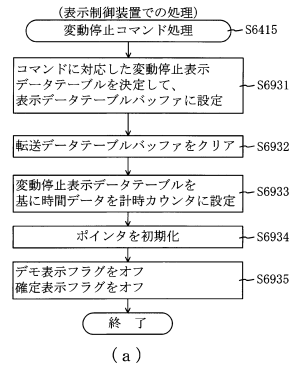 (表示制御装置での処理)
変動停止コマンド処理
S6415
コマンドに対応した変動停止表示
データテーブルを決定して、
表示データテーブルバッファに設定
S6931
転送データテーブルバッファをクリア
S6932
変動停止表示データテーブルを
基に時間データを計時カウンタに設定
S6933
ポインタを初期化
S6934
デモ表示フラグをオフ
確定表示フラグをオフ
S6935
終 了
(a)